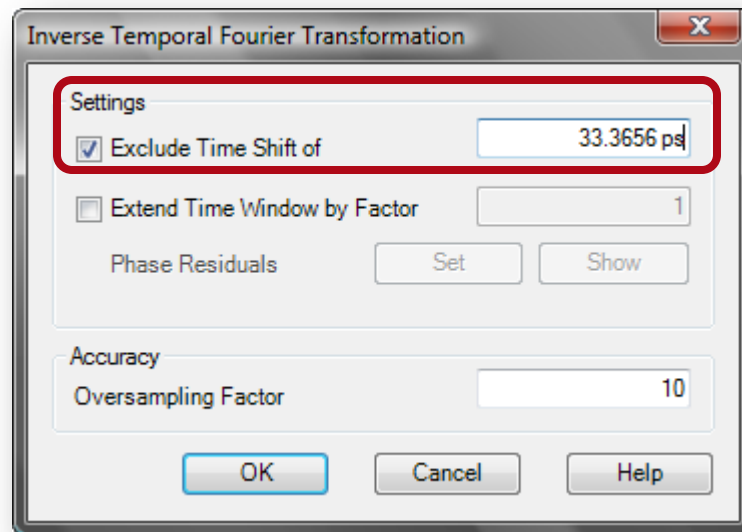 Inverse Temporal Fourier Transformation
Settings
Exclude Time Shift of 33.3656 ps
Extend Time Window by Factor 1
Phase Residuals Set Show
Accuracy
Oversampling Factor 10
OK Cancel Help